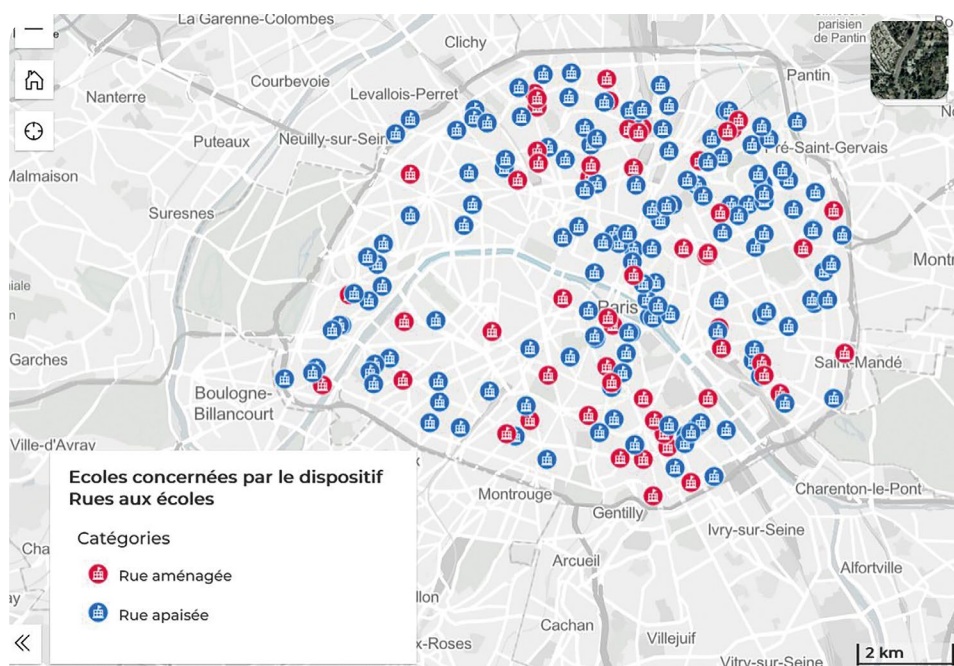 La Garenne-Colombes
parisien
de Pantin
Clichy
Pantin
Courbevoie
Levallois-Perret
Nanterre
Puteaux
Neuilly-sur-Sein
Pré-Saint-Gervais
Malmaison
Suresnes
Montr
Paris
Garches
Saint-Mandé
Boulogne-
Billancourt
Ville-d'Avray
Ecoles concernées par le dispositif
Rues aux écoles
Catégories
Rue aménagée
Rue apaisée
Montrouge
Gentilly
Charenton-le-Pont
Ivry-sur-Seine
Cha
Arcueil
Alfortville
Cachan
Villejuif
x-Roses
Vitry-sur-Seine
2 km